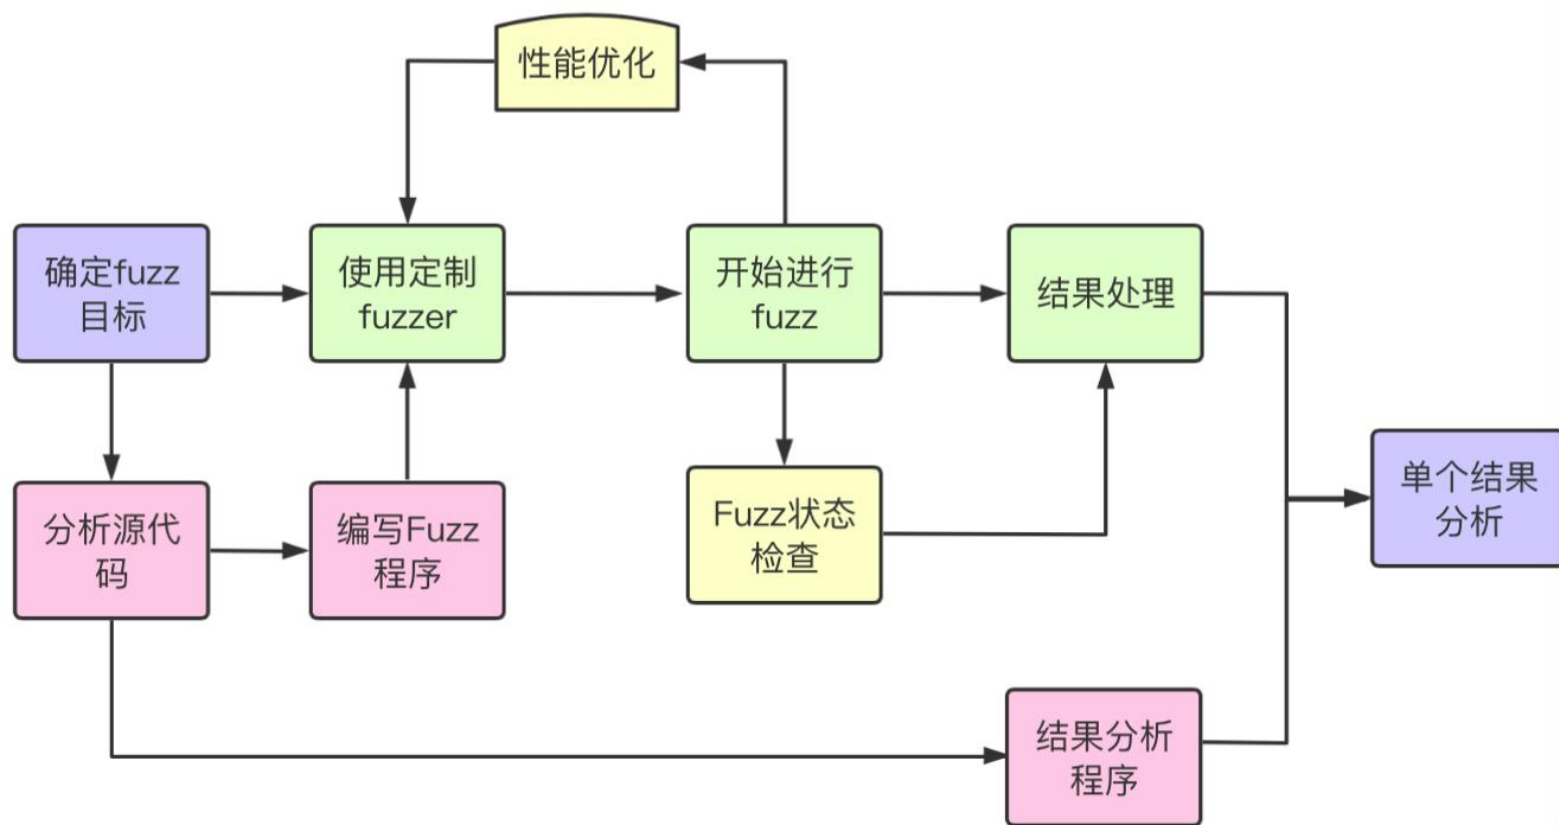 性能优化
确定fuzz
目标
使用定制
fuzzer
开始进行
fuzz
结果处理
分析源代
码
编写Fuzz
程序
Fuzz状态
检查
单个结果
分析
结果分析
程序